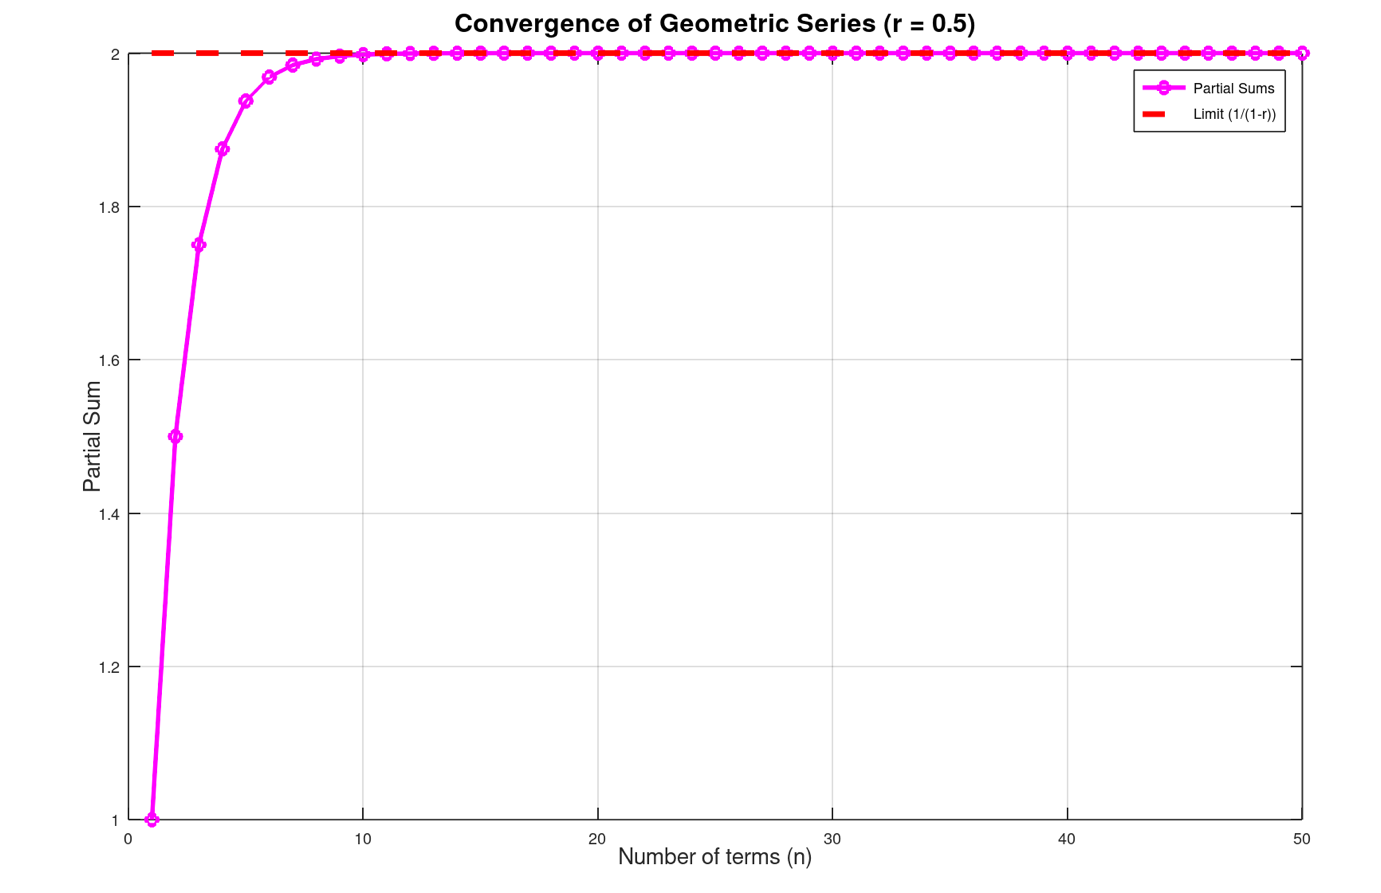 Convergence of Geometric Series (r = 0.5)
2
1.8
1.6
1.4
1.2
1
Partial Sum
Partial Sums
Limit (1/(1-r))
0
10
20
30
40
50
Number of terms (n)